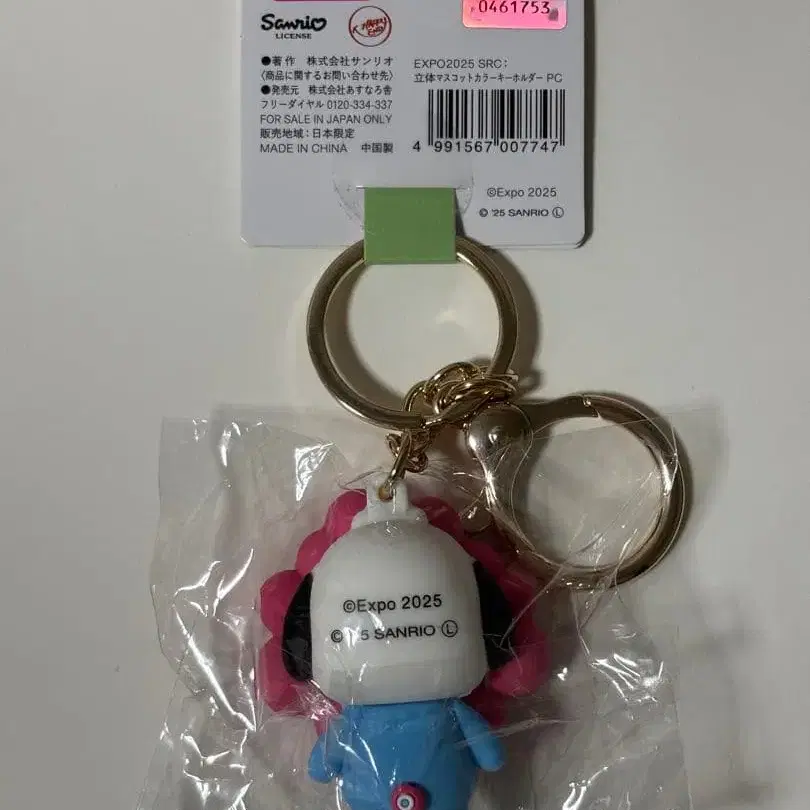 0461753
Sanrio
LICENSE
●著作 株式会社サンリオ
〈商品に関するお問い合わせ先〉
●発売元 株式会社あすなろ舎
フリーダイヤル 0120-334-337
FOR SALE IN JAPAN ONLY
販売地域：日本限定
MADE IN CHINA 中国製
EXPO2025 SRC：
立体マスコットカラーキーホルダー PC
4 991567 007747
©Expo 2025
© '25 SANRIO Ⓛ
©Expo 2025
© '25 SANRIO Ⓛ